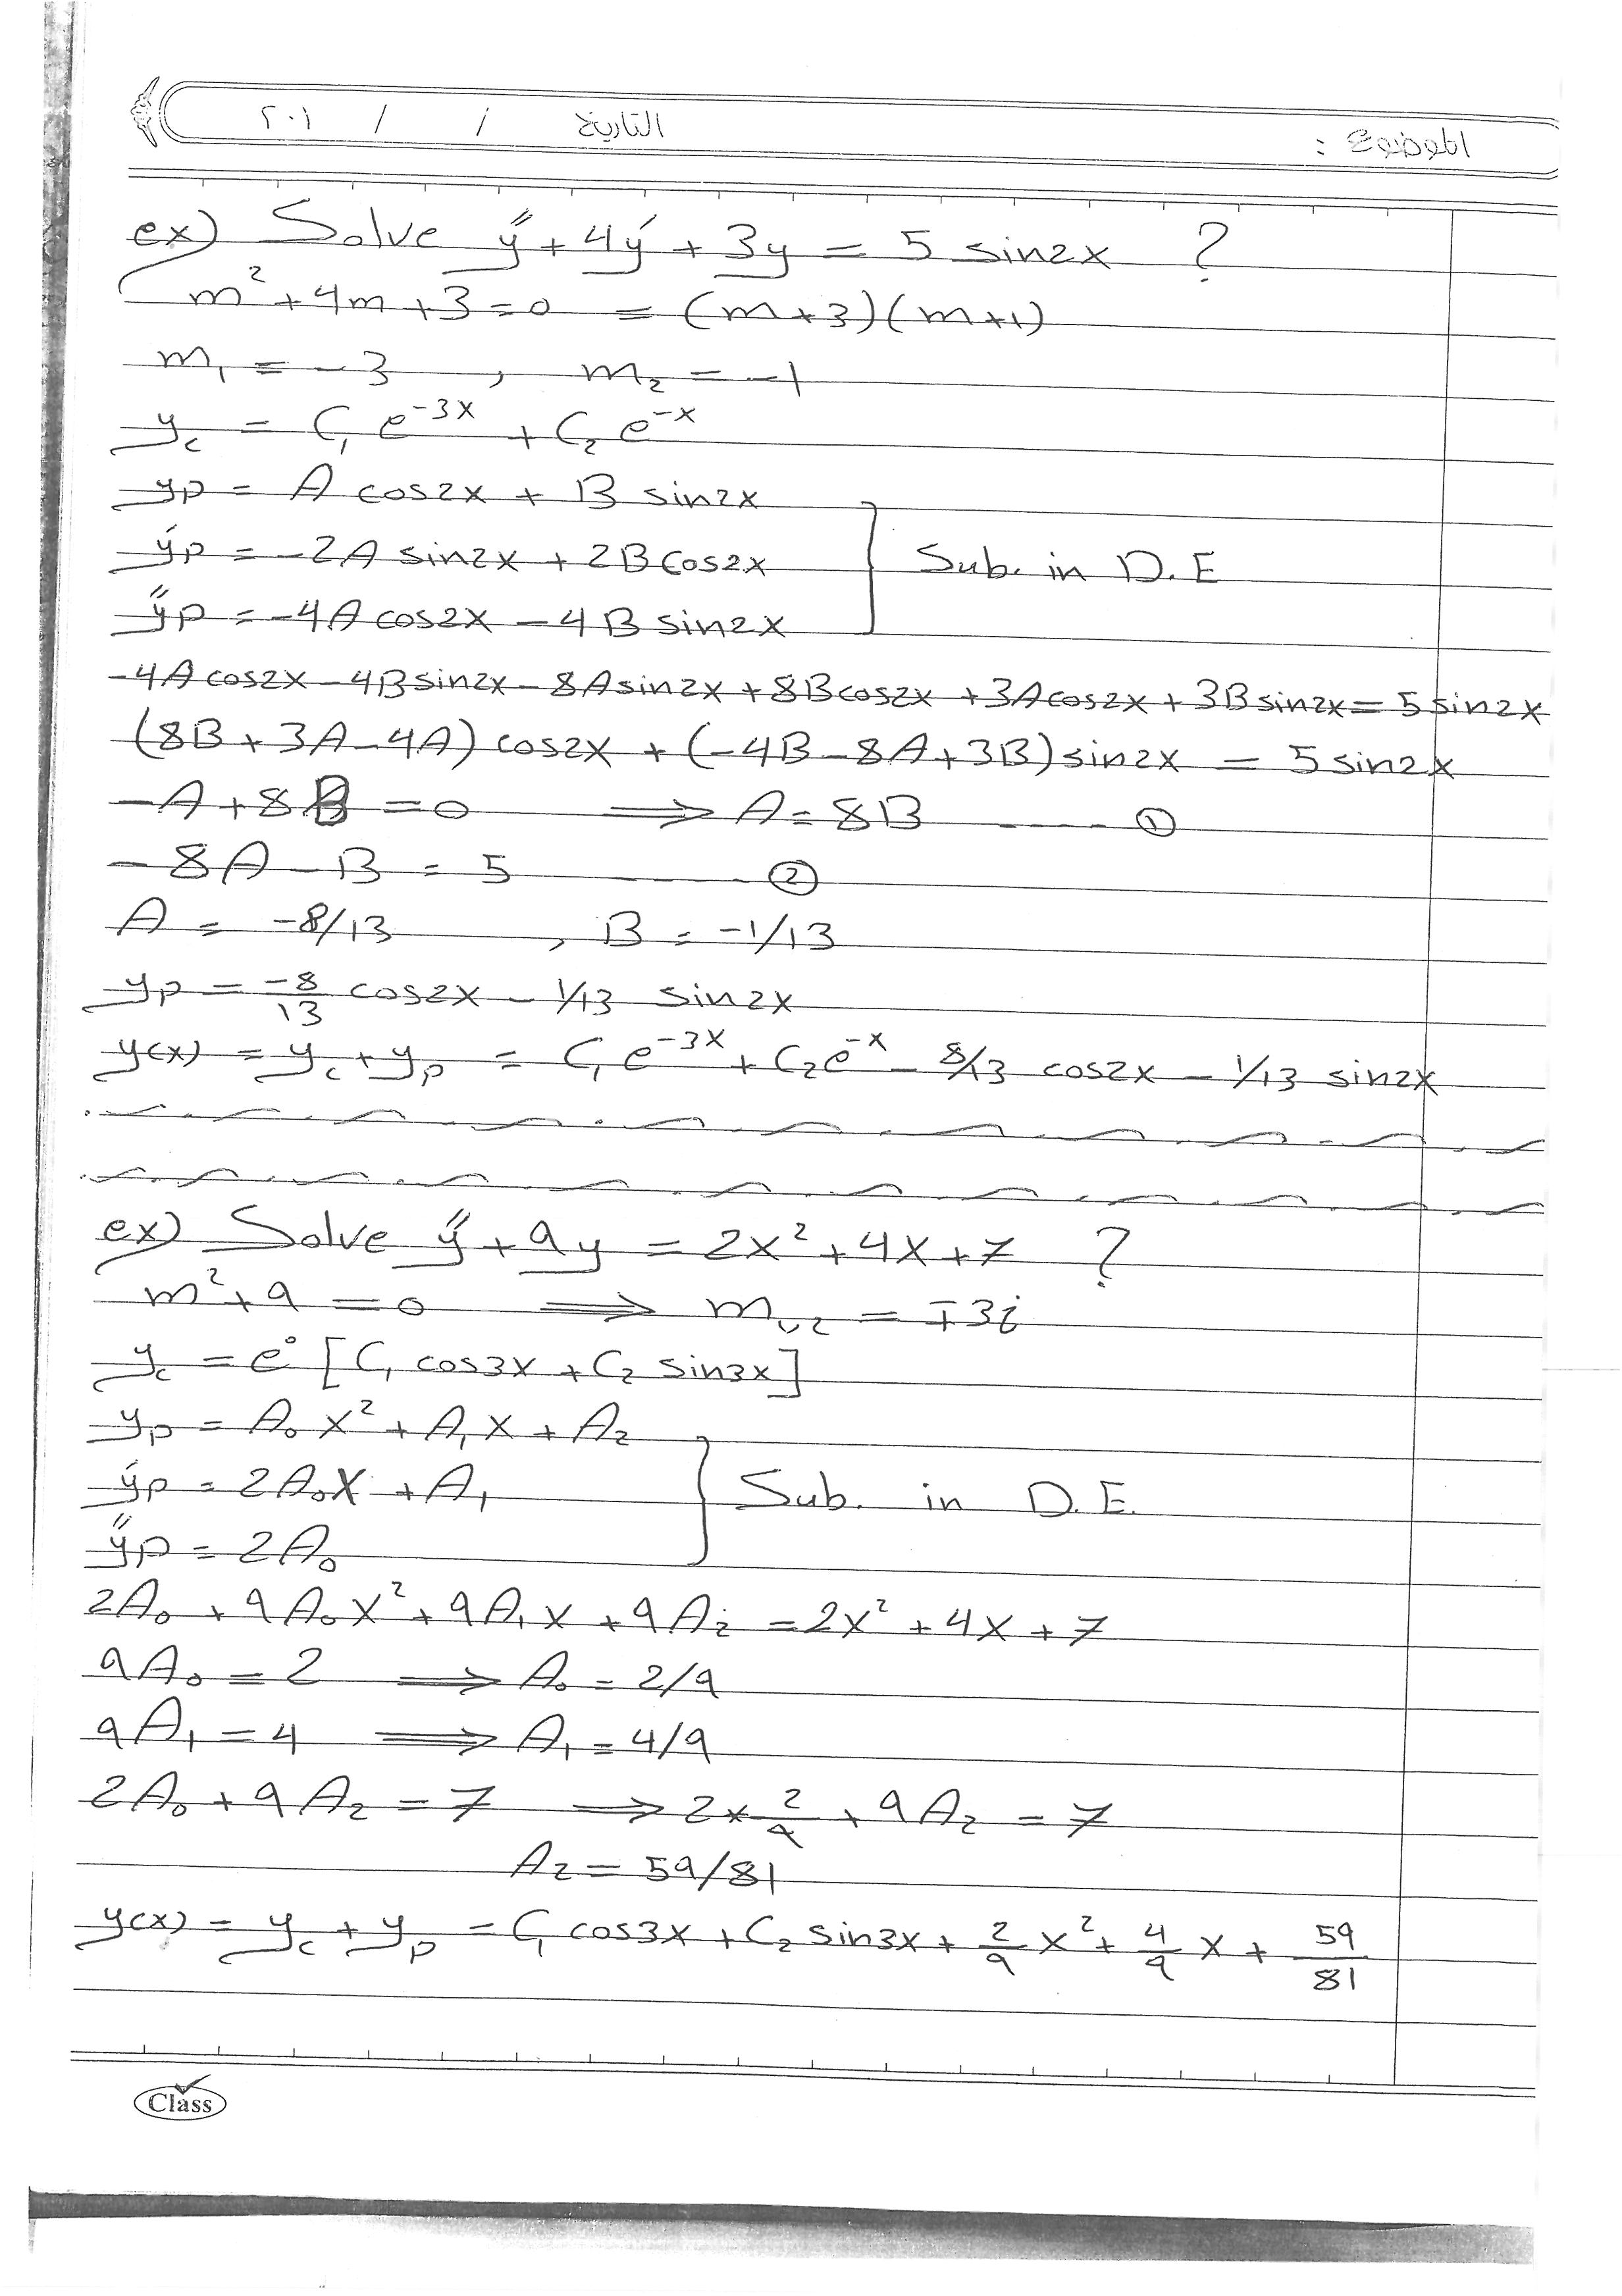 الموضوع : التاريخ / / ٢٠١
ex) Solve y″ + 4y′ + 3y = 5 sin2x ?
m² + 4m + 3 = 0 = (m+3)(m+1)
m₁ = -3 , m₂ = -1
y_c = C₁ e^-3x + C₂ e^-x
yp = A cos2x + B sin2x
y′p = -2A sin2x + 2B cos2x Sub. in D.E
y″p = -4A cos2x - 4B sin2x
-4A cos2x - 4B sin2x - 8A sin2x + 8B cos2x + 3A cos2x + 3B sin2x = 5 sin2x
(8B + 3A - 4A) cos2x + (-4B - 8A + 3B) sin2x = 5 sin2x
-A + 8B = 0 ⟹ A = 8B ---- ①
-8A - B = 5 ---- ②
A = -8/13 , B = -1/13
yp = -8/13 cos2x - 1/13 sin2x
y(x) = y_c + y_p = C₁ e^-3x + C₂ e^-x - 8/13 cos2x - 1/13 sin2x
ex) Solve y″ + 9y = 2x² + 4x + 7 ?
m² + 9 = 0 ⟹ m₁,₂ = ∓3i
y_c = e° [C₁ cos3x + C₂ sin3x]
y_p = A₀x² + A₁x + A₂
y′p = 2A₀x + A₁ Sub. in D.E.
y″p = 2A₀
2A₀ + 9A₀x² + 9A₁x + 9A₂ = 2x² + 4x + 7
9A₀ = 2 ⟹ A₀ = 2/9
9A₁ = 4 ⟹ A₁ = 4/9
2A₀ + 9A₂ = 7 ⟹ 2×2/9 + 9A₂ = 7
A₂ = 59/81
y(x) = y_c + y_p = C₁ cos3x + C₂ sin3x + 2/9 x² + 4/9 x + 59/81
Class